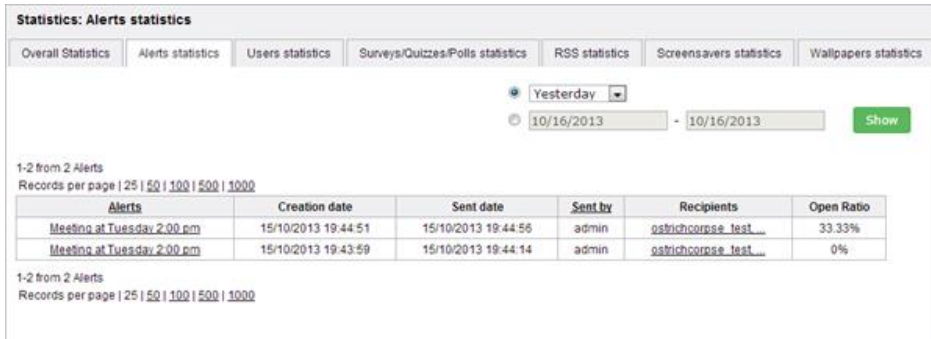 Statistics: Alerts statistics
Overall Statistics Alerts statistics Users statistics Surveys/Quizzes/Polls statistics RSS statistics Screensavers statistics Wallpapers statistics
Yesterday
10/16/2013 - 10/16/2013 Show
1-2 from 2 Alerts
Records per page | 25 | 50 | 100 | 500 | 1000
Alerts Creation date Sent date Sent by Recipients Open Ratio
Meeting at Tuesday 2:00 pm 15/10/2013 19:44:51 15/10/2013 19:44:56 admin ostrichcorpse_test, ... 33.33%
Meeting at Tuesday 2:00 pm 15/10/2013 19:43:59 15/10/2013 19:44:14 admin ostrichcorpse_test, ... 0%
1-2 from 2 Alerts
Records per page | 25 | 50 | 100 | 500 | 1000